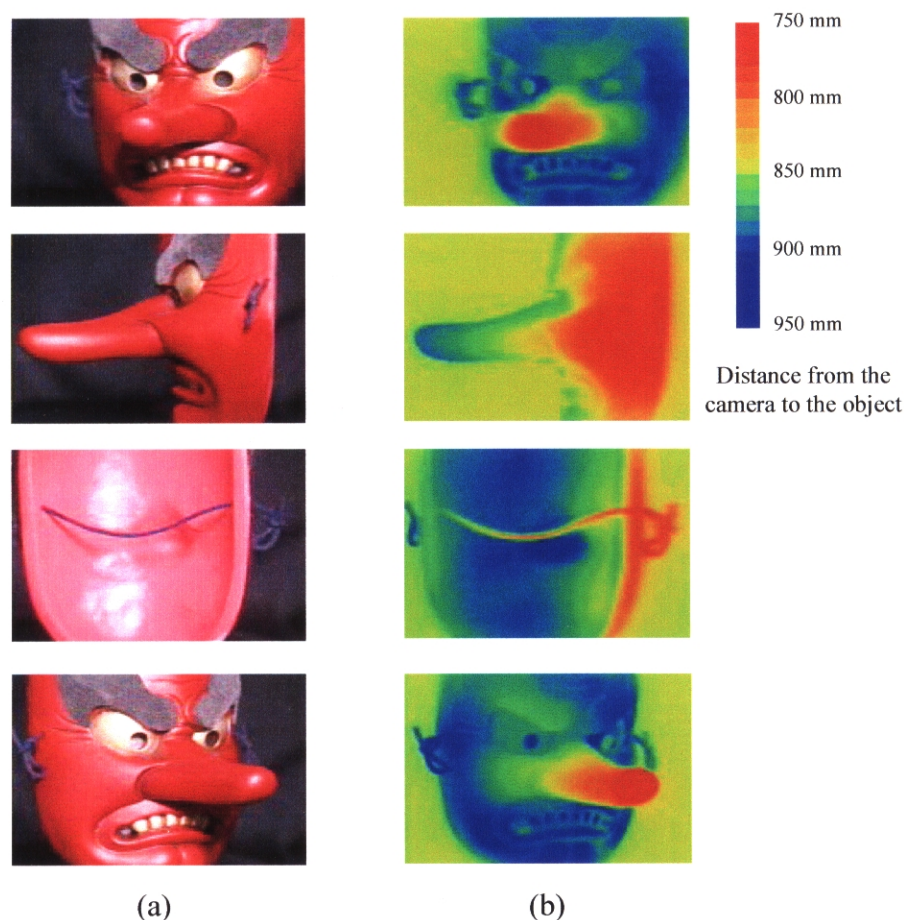 750 mm
800 mm
850 mm
900 mm
950 mm
Distance from the
camera to the object
(a)
(b)